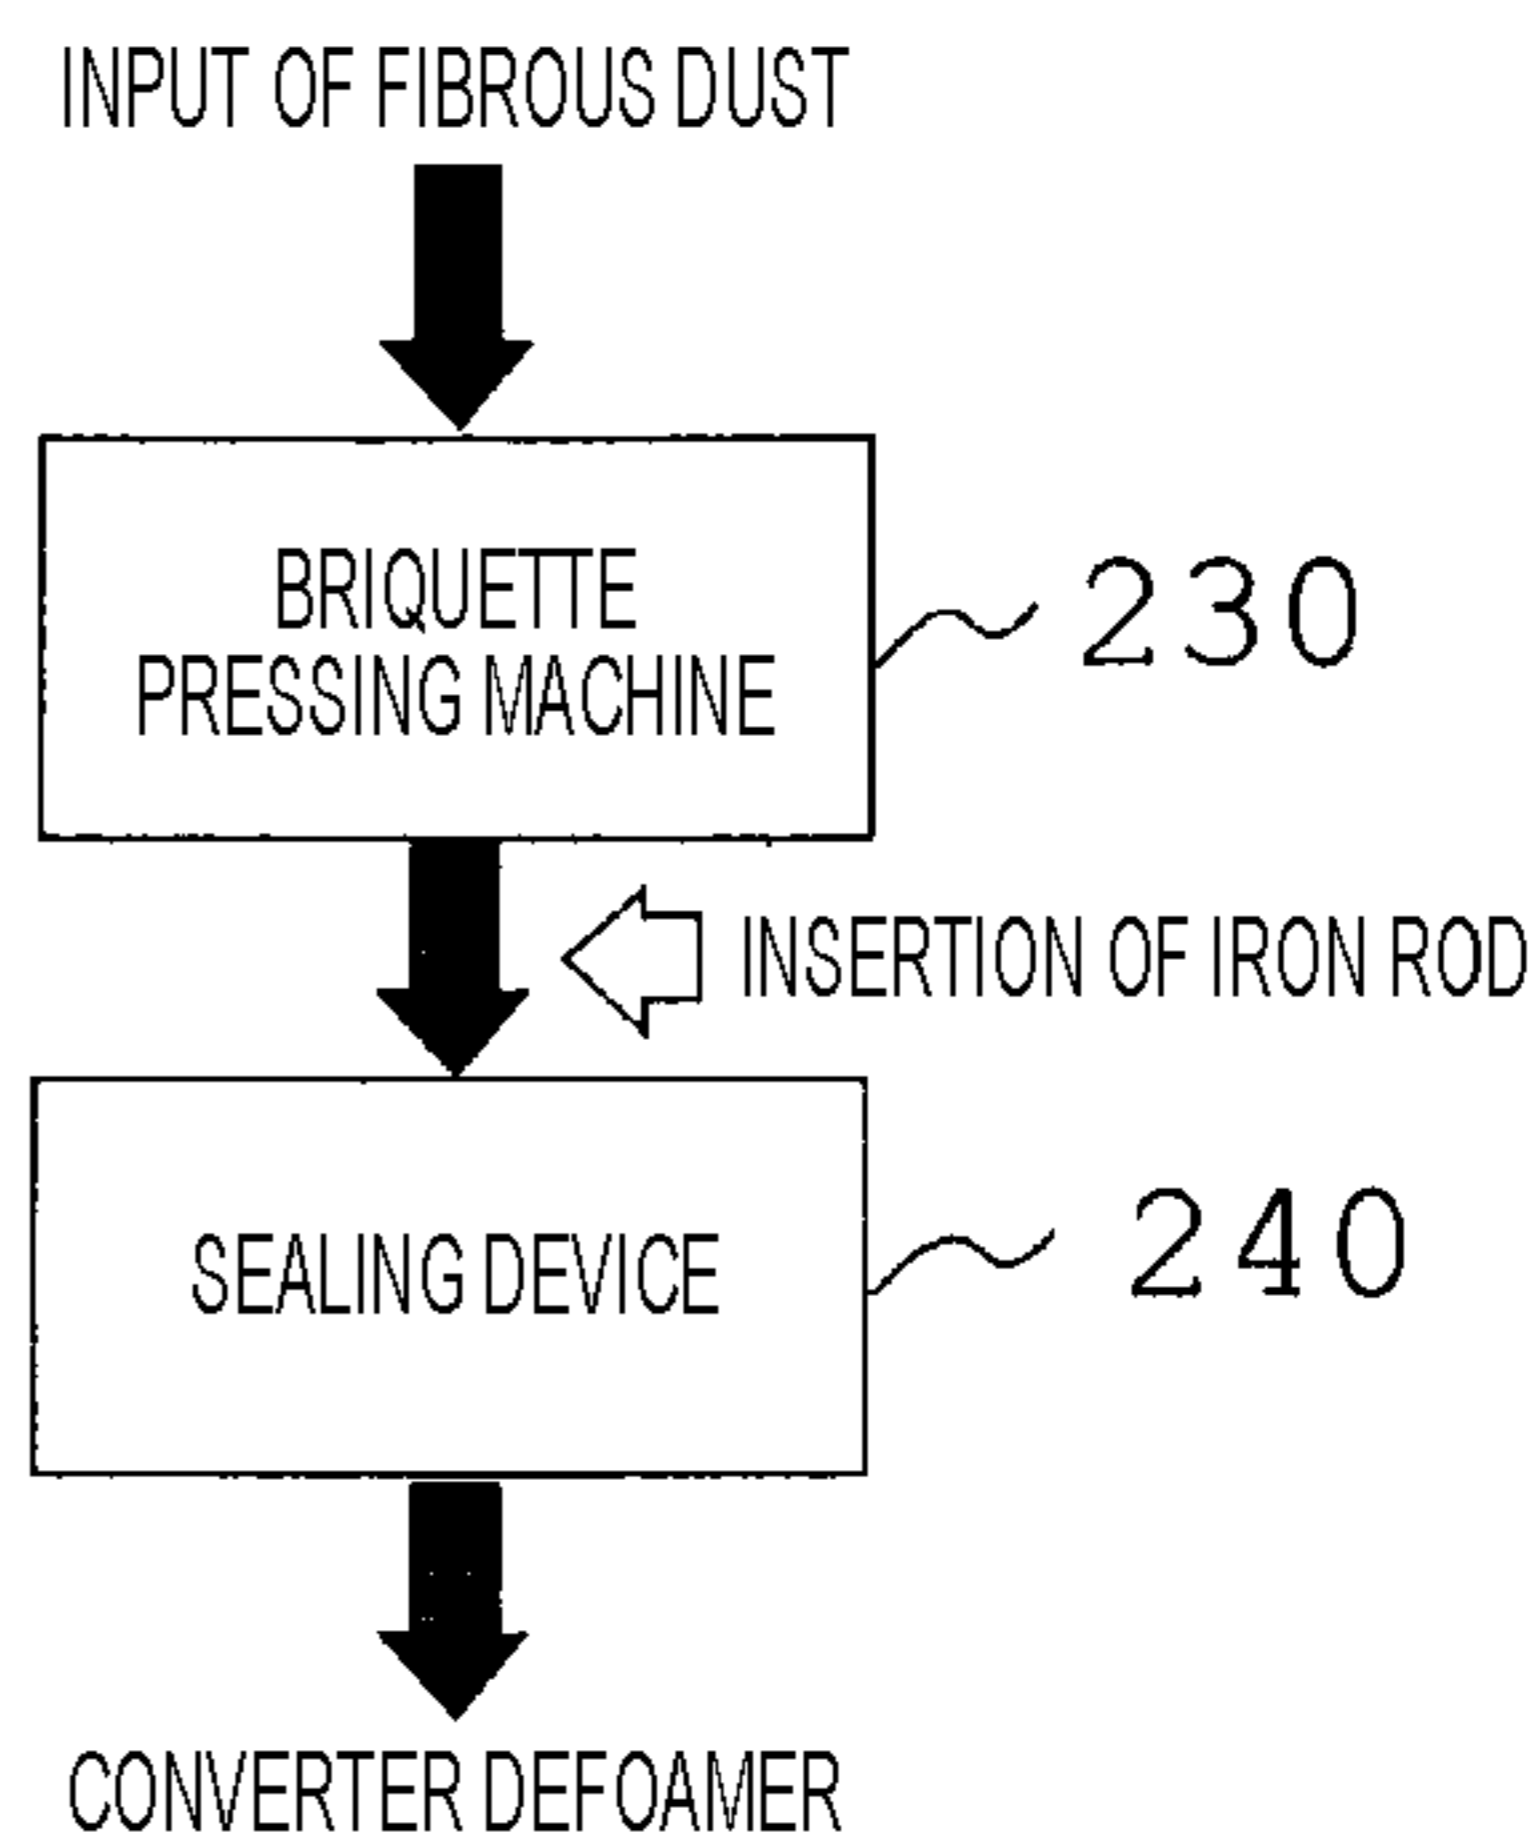 INPUT OF FIBROUS DUST
BRIQUETTE
PRESSING MACHINE
230
INSERTION OF IRON ROD
SEALING DEVICE
240
CONVERTER DEFOAMER